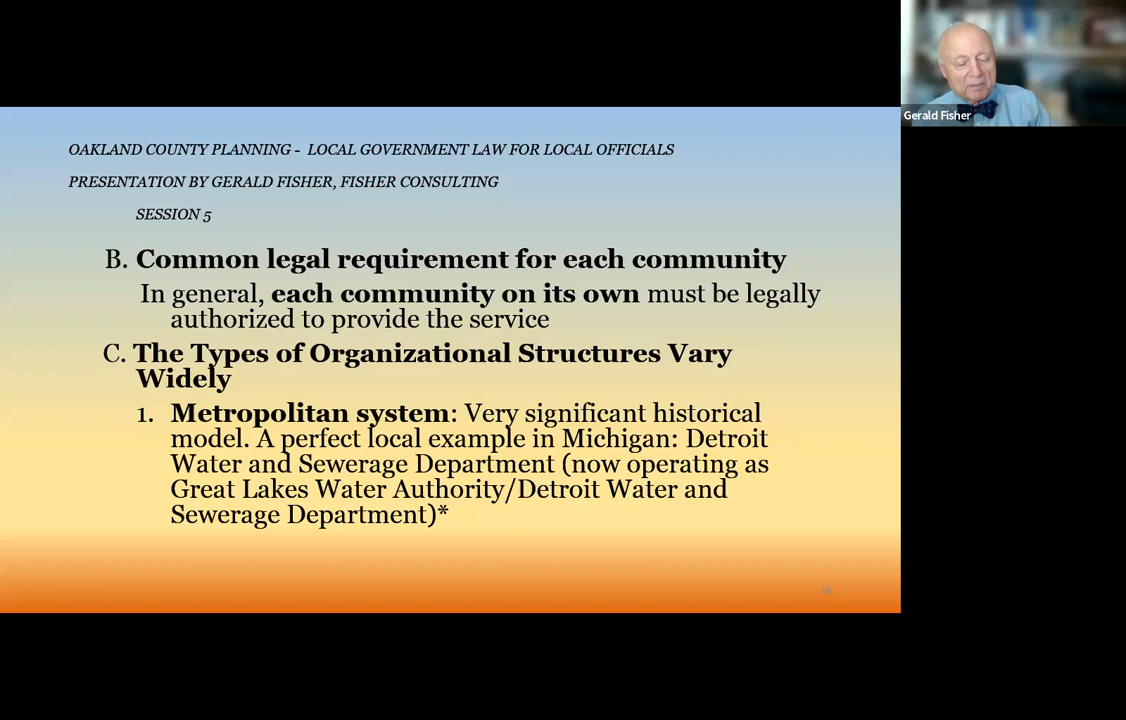 Gerald Fisher
OAKLAND COUNTY PLANNING - LOCAL GOVERNMENT LAW FOR LOCAL OFFICIALS
PRESENTATION BY GERALD FISHER, FISHER CONSULTING
SESSION 5
B. Common legal requirement for each community
In general, each community on its own must be legally
authorized to provide the service
C. The Types of Organizational Structures Vary
Widely
1. Metropolitan system: Very significant historical
model. A perfect local example in Michigan: Detroit
Water and Sewerage Department (now operating as
Great Lakes Water Authority/Detroit Water and
Sewerage Department)*
16